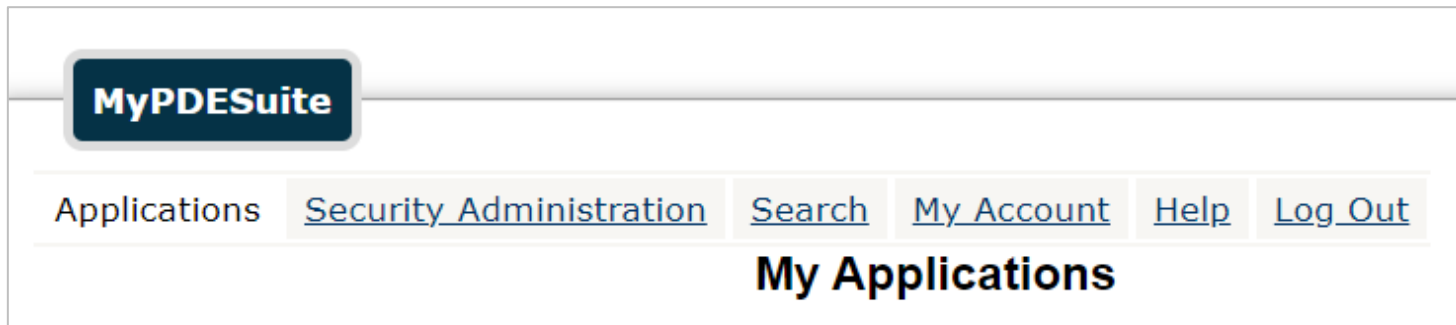 MyPDESuite
Applications Security Administration Search My Account Help Log Out
My Applications